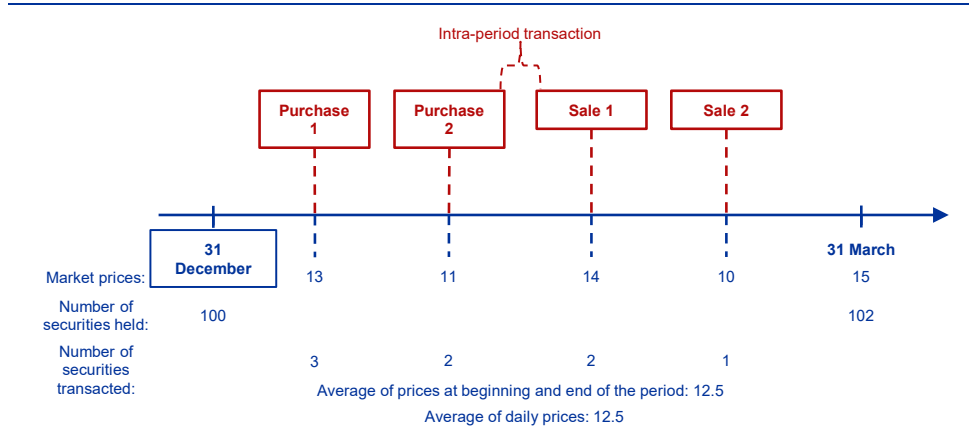 Intra-period transaction
Purchase
1
Purchase
2
Sale 1
Sale 2
31
December
31 March
Market prices:
13
11
14
10
15
Number of
securities held:
100
102
Number of
securities
transacted:
3
2
2
1
Average of prices at beginning and end of the period: 12.5
Average of daily prices: 12.5